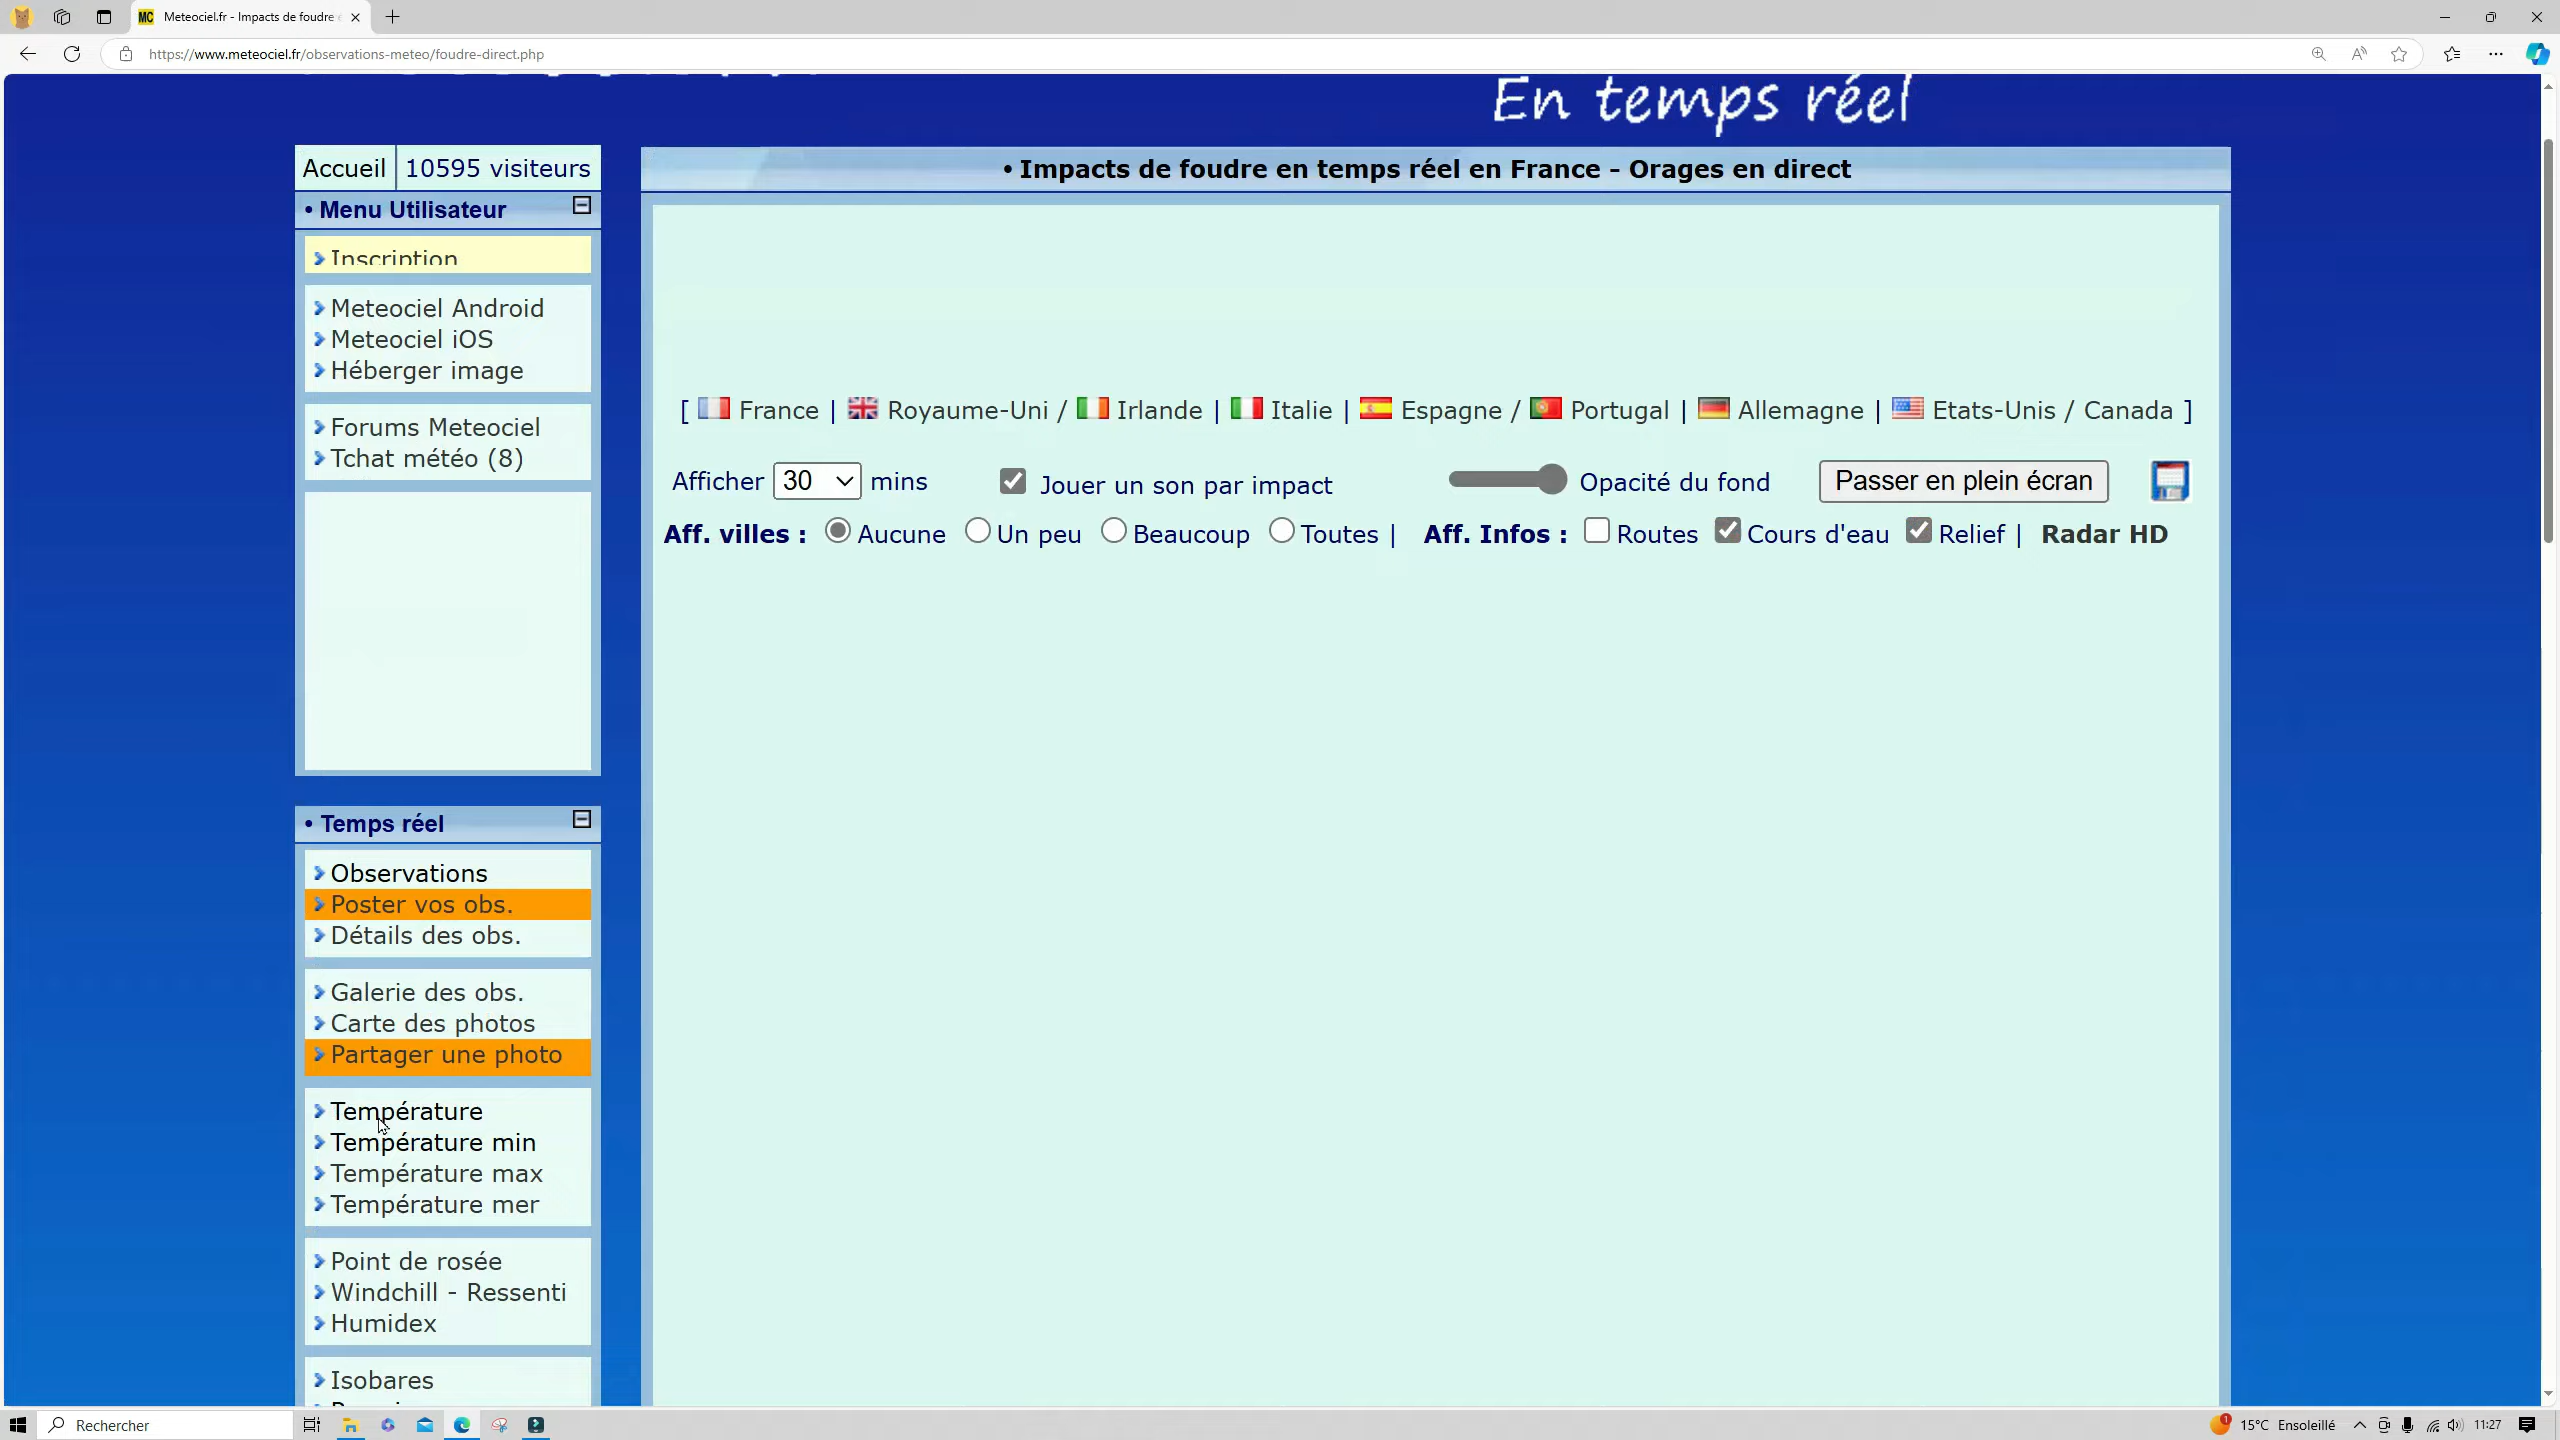 Meteociel.fr - Impacts de foudre
https://www.meteociel.fr/observations-meteo/foudre-direct.php
En temps réel
Accueil 10595 visiteurs
• Menu Utilisateur
Inscription
Meteociel Android
Meteociel iOS
Héberger image
Forums Meteociel
Tchat météo (8)
• Temps réel
Observations
Poster vos obs.
Détails des obs.
Galerie des obs.
Carte des photos
Partager une photo
Température
Température min
Température max
Température mer
Point de rosée
Windchill - Ressenti
Humidex
Isobares
• Impacts de foudre en temps réel en France - Orages en direct
[ France | Royaume-Uni / Irlande | Italie | Espagne / Portugal | Allemagne | Etats-Unis / Canada ]
Afficher 30 mins Jouer un son par impact Opacité du fond Passer en plein écran
Aff. villes : Aucune Un peu Beaucoup Toutes | Aff. Infos : Routes Cours d'eau Relief | Radar HD
Rechercher
15°C Ensoleillé 11:27